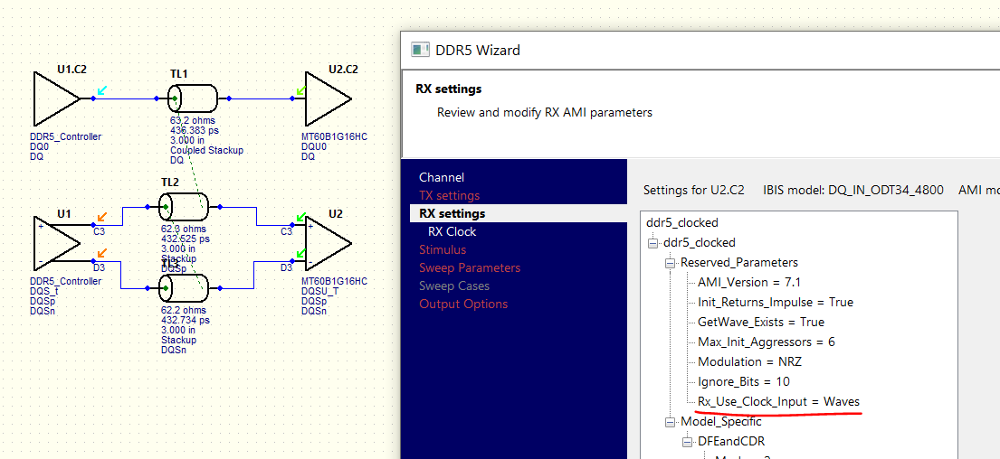 U1.C2
TL1
U2.C2
63.2 ohms
436.383 ps
3.000 in
Coupled Stackup
DQ
DDR5_Controller
DQ0
DQ
MT60B1G16HC
DQU0
DQ
TL2
U1
U2
+
-
C3
D3
C3
D3
+
-
62.3 ohms
432.525 ps
3.000 in
Stackup
DQSp
TL3
DDR5_Controller
DQS_t
DQSp
DQSn
MT60B1G16HC
DQSU_T
DQSp
DQSn
62.2 ohms
432.734 ps
3.000 in
Stackup
DQSn
DDR5 Wizard
RX settings
Review and modify RX AMI parameters
Channel
TX settings
RX settings
RX Clock
Stimulus
Sweep Parameters
Sweep Cases
Output Options
Settings for U2.C2 IBIS model: DQ_IN_ODT34_4800 AMI
ddr5_clocked
ddr5_clocked
Reserved_Parameters
AMI_Version = 7.1
Init_Returns_Impulse = True
GetWave_Exists = True
Max_Init_Aggressors = 6
Modulation = NRZ
Ignore_Bits = 10
Rx_Use_Clock_Input = Waves
Model_Specific
DFEandCDR